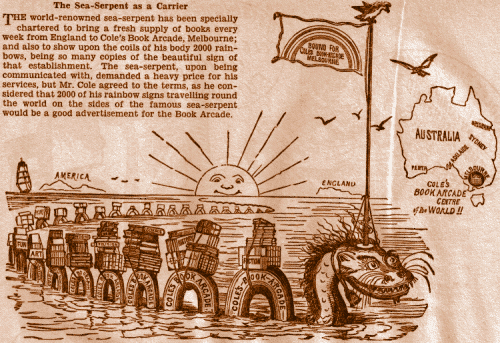 The Sea-Serpent as a Carrier
THE world-renowned sea-serpent has been specially
chartered to bring a fresh supply of books every
week from England to Cole's Book Arcade, Melbourne;
and also to show upon the coils of his body 2000 rain-
bows, being so many copies of the beautiful sign of
that establishment. The sea-serpent, upon being
communicated with, demanded a heavy price for his
services, but Mr. Cole agreed to the terms, as he con-
sidered that 2000 of his rainbow signs travelling round
the world on the sides of the famous sea-serpent
would be a good advertisement for the Book Arcade.
BOUND FOR
COLE'S BOOK ARCADE
MELBOURNE
AMERICA
ENGLAND
AUSTRALIA
SYDNEY
ADELAIDE
PERTH
COLE'S
BOOK ARCADE
CENTRE
of the WORLD!!
ART
COLE'S BOOK ARCADE
COLE'S BOOK ARCADE